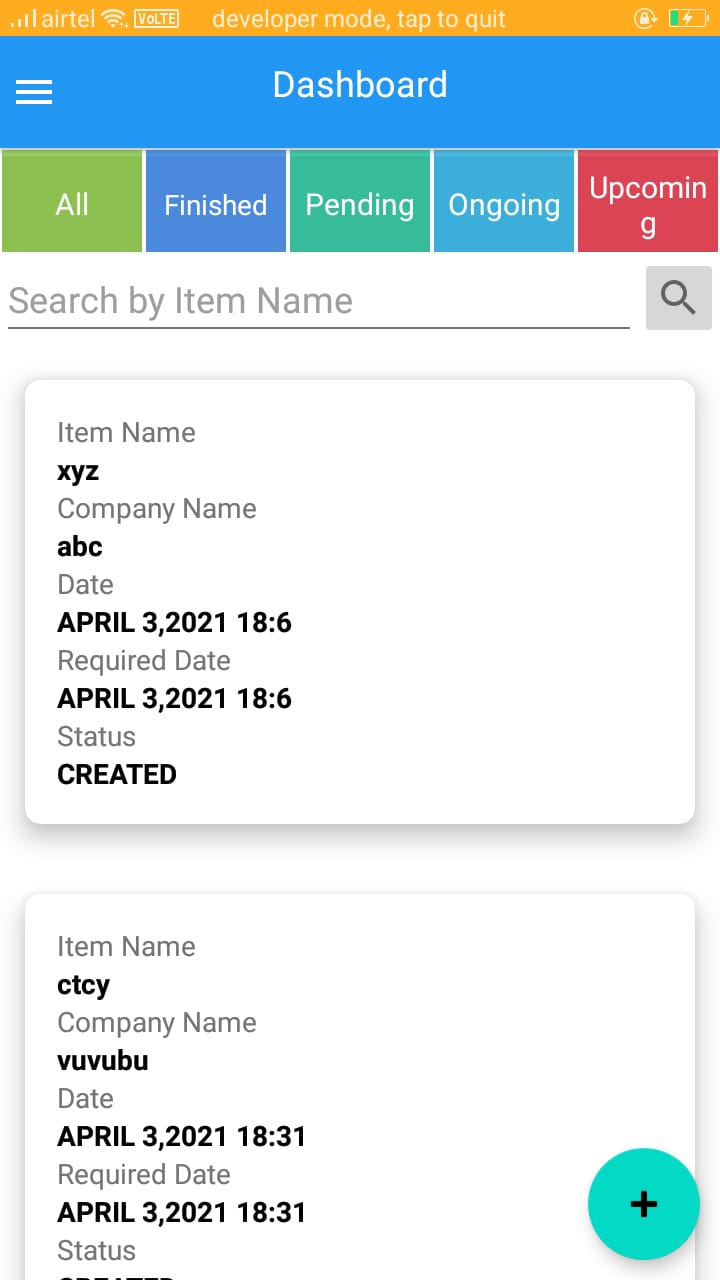 airtel VoLTE developer mode, tap to quit
Dashboard
All Finished Pending Ongoing Upcomin
g
Search by Item Name
Item Name
xyz
Company Name
abc
Date
APRIL 3,2021 18:6
Required Date
APRIL 3,2021 18:6
Status
CREATED
Item Name
ctcy
Company Name
vuvubu
Date
APRIL 3,2021 18:31
Required Date
APRIL 3,2021 18:31
Status